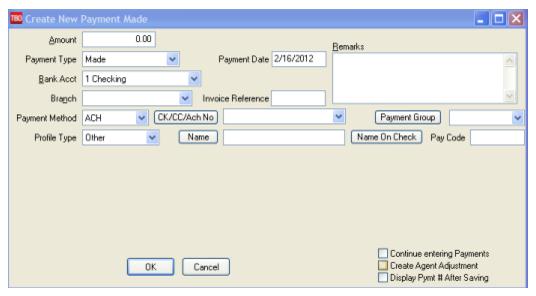 TBO Create New Payment Made
Amount 0.00
Remarks
Payment Type Made Payment Date 2/16/2012
Bank Acct 1 Checking
Branch Invoice Reference
Payment Method ACH CK/CC/Ach No Payment Group
Profile Type Other Name Name On Check Pay Code
Continue entering Payments
OK Cancel Create Agent Adjustment
Display Pymt # After Saving